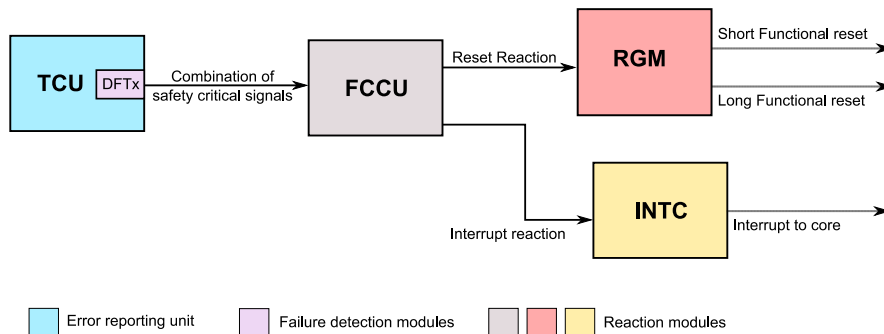 TCU
DFTx
Combination of
safety critical signals
FCCU
Reset Reaction
RGM
Short Functional reset
Long Functional reset
Interrupt reaction
INTC
Interrupt to core
Error reporting unit
Failure detection modules
Reaction modules